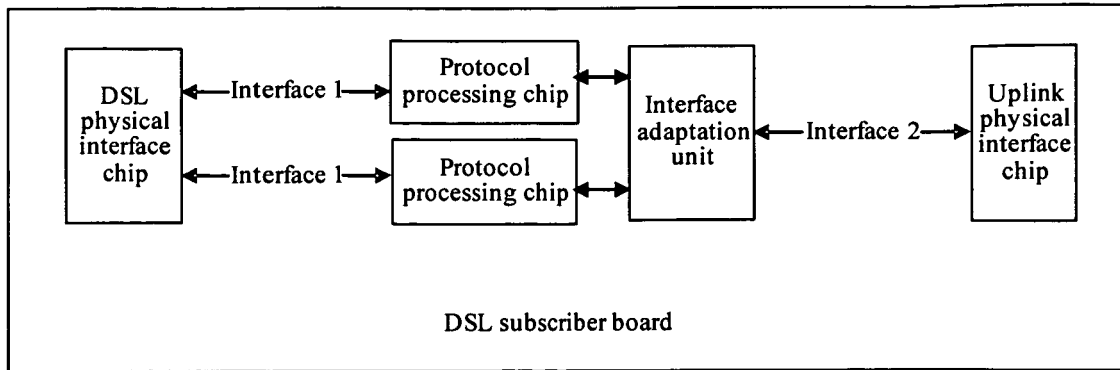 DSL
physical
interface
chip
Interface 1
Interface 1
Protocol
processing chip
Protocol
processing chip
Interface
adaptation
unit
Interface 2
Uplink
physical
interface
chip
DSL subscriber board